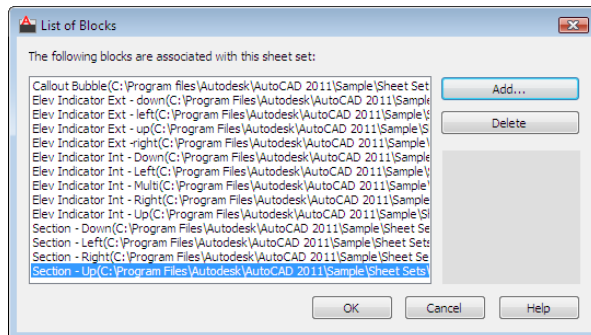 List of Blocks
The following blocks are associated with this sheet set:
Callout Bubble(C:\Program files\Autodesk\AutoCAD 2011\Sample\Sheet Set
Elev Indicator Ext - down(C:\Program Files\Autodesk\AutoCAD 2011\Sample
Elev Indicator Ext - left(C:\Program Files\Autodesk\AutoCAD 2011\Sample\
Elev Indicator Ext - up(C:\Program Files\Autodesk\AutoCAD 2011\Sample\S
Elev Indicator Ext -right(C:\Program Files\Autodesk\AutoCAD 2011\Sample\
Elev Indicator Int - Down(C:\Program Files\Autodesk\AutoCAD 2011\Sample
Elev Indicator Int - Left(C:\Program Files\Autodesk\AutoCAD 2011\Sample\
Elev Indicator Int - Multi(C:\Program Files\Autodesk\AutoCAD 2011\Sample\
Elev Indicator Int - Right(C:\Program Files\Autodesk\AutoCAD 2011\Sample
Elev Indicator Int - Up(C:\Program Files\Autodesk\AutoCAD 2011\Sample\Sl
Section - Down(C:\Program Files\Autodesk\AutoCAD 2011\Sample\Sheet Se
Section - Left(C:\Program Files\Autodesk\AutoCAD 2011\Sample\Sheet Sets
Section - Right(C:\Program Files\Autodesk\AutoCAD 2011\Sample\Sheet Se
Section - Up(C:\Program Files\Autodesk\AutoCAD 2011\Sample\Sheet Sets\
Add...
Delete
OK
Cancel
Help